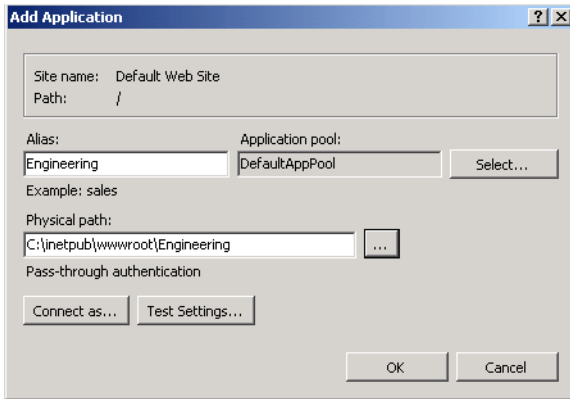 Add Application
Site name: Default Web Site
Path: /
Alias: Application pool:
Engineering DefaultAppPool Select...
Example: sales
Physical path:
C:\inetpub\wwwroot\Engineering ...
Pass-through authentication
Connect as... Test Settings...
OK Cancel